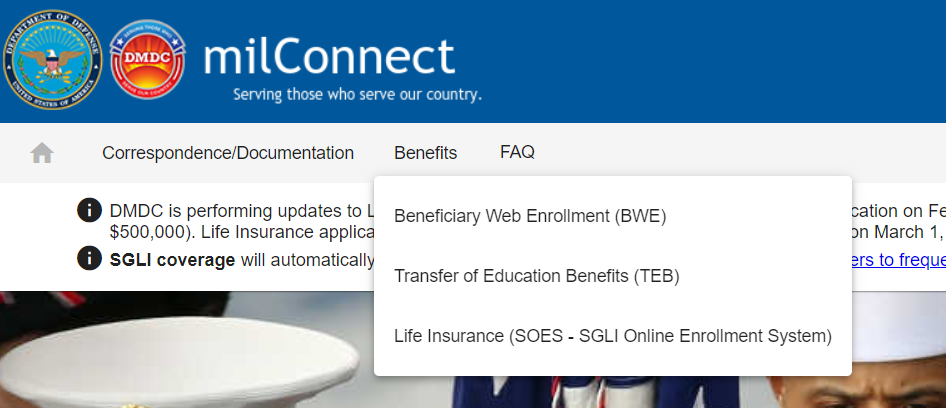 DEPARTMENT OF DEFENSE
UNITED STATES OF AMERICA
DMDC
milConnect
Serving those who serve our country.
Correspondence/Documentation Benefits FAQ
Beneficiary Web Enrollment (BWE)
Transfer of Education Benefits (TEB)
Life Insurance (SOES - SGLI Online Enrollment System)
DMDC is performing updates to L cation on Fe
$500,000). Life Insurance applica on March 1,
SGLI coverage will automatically ers to freque